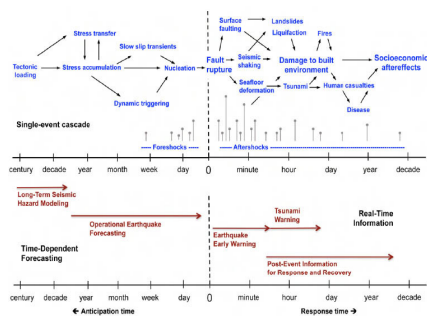 Surface
faulting
Landslides
Liquifaction
Fires
Stress transfer
Slow slip transients
Tectonic
loading
Stress accumulation
Nucleation
Fault
rupture
Seismic
shaking
Damage to built
environment
Socioeconomic
aftereffects
Seafloor
deformation
Tsunami
Human casualties
Dynamic triggering
Disease
Single-event cascade
Foreshocks
Aftershocks
century decade year month week day 0 minute hour day year decade
Long-Term Seismic
Hazard Modeling
Operational Earthquake
Forecasting
Tsunami
Warning
Real-Time
Information
Earthquake
Early Warning
Time-Dependent
Forecasting
Post-Event Information
for Response and Recovery
century decade year month week day 0 minute hour day year decade
← Anticipation time
Response time →